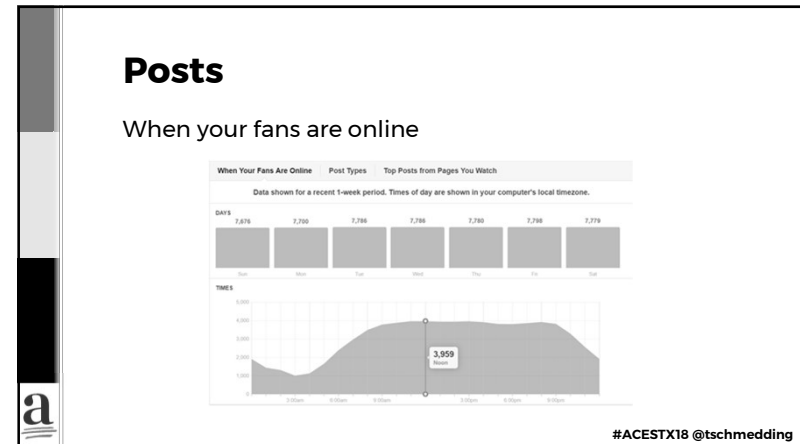 Posts
When your fans are online
When Your Fans Are Online Post Types Top Posts from Pages You Watch
Data shown for a recent 1-week period. Times of day are shown in your computer's local timezone.
DAYS
7,676 7,700 7,786 7,786 7,780 7,798 7,779
Sun Mon Tue Wed Thu Fri Sat
TIMES
5,000
4,000
3,000
2,000
1,000
0
3,959
Noon
3:00am 6:00am 9:00am 3:00pm 6:00pm 9:00pm
a
#ACESTX18 @tschmedding